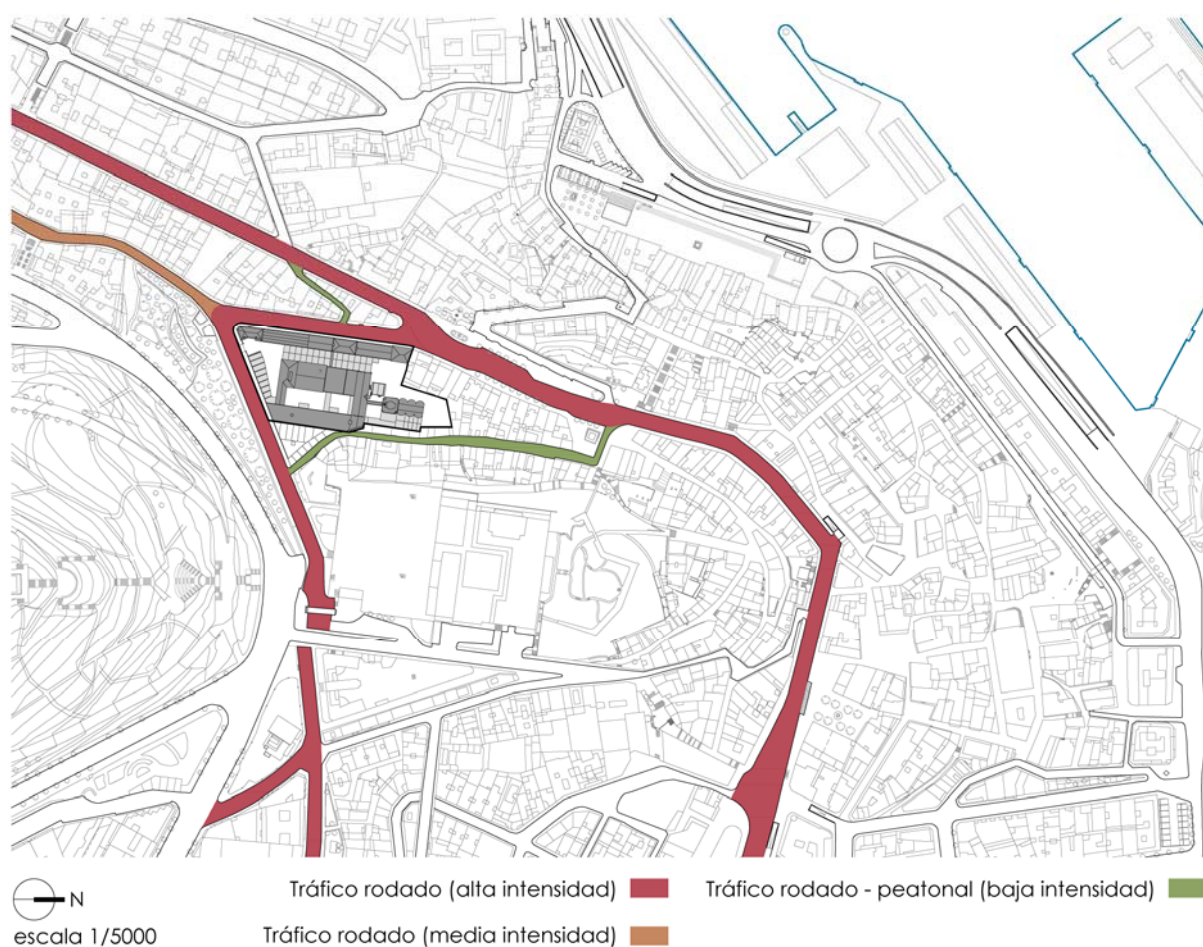 Tráfico rodado (alta intensidad)
Tráfico rodado - peatonal (baja intensidad)
N
escala 1/5000
Tráfico rodado (media intensidad)